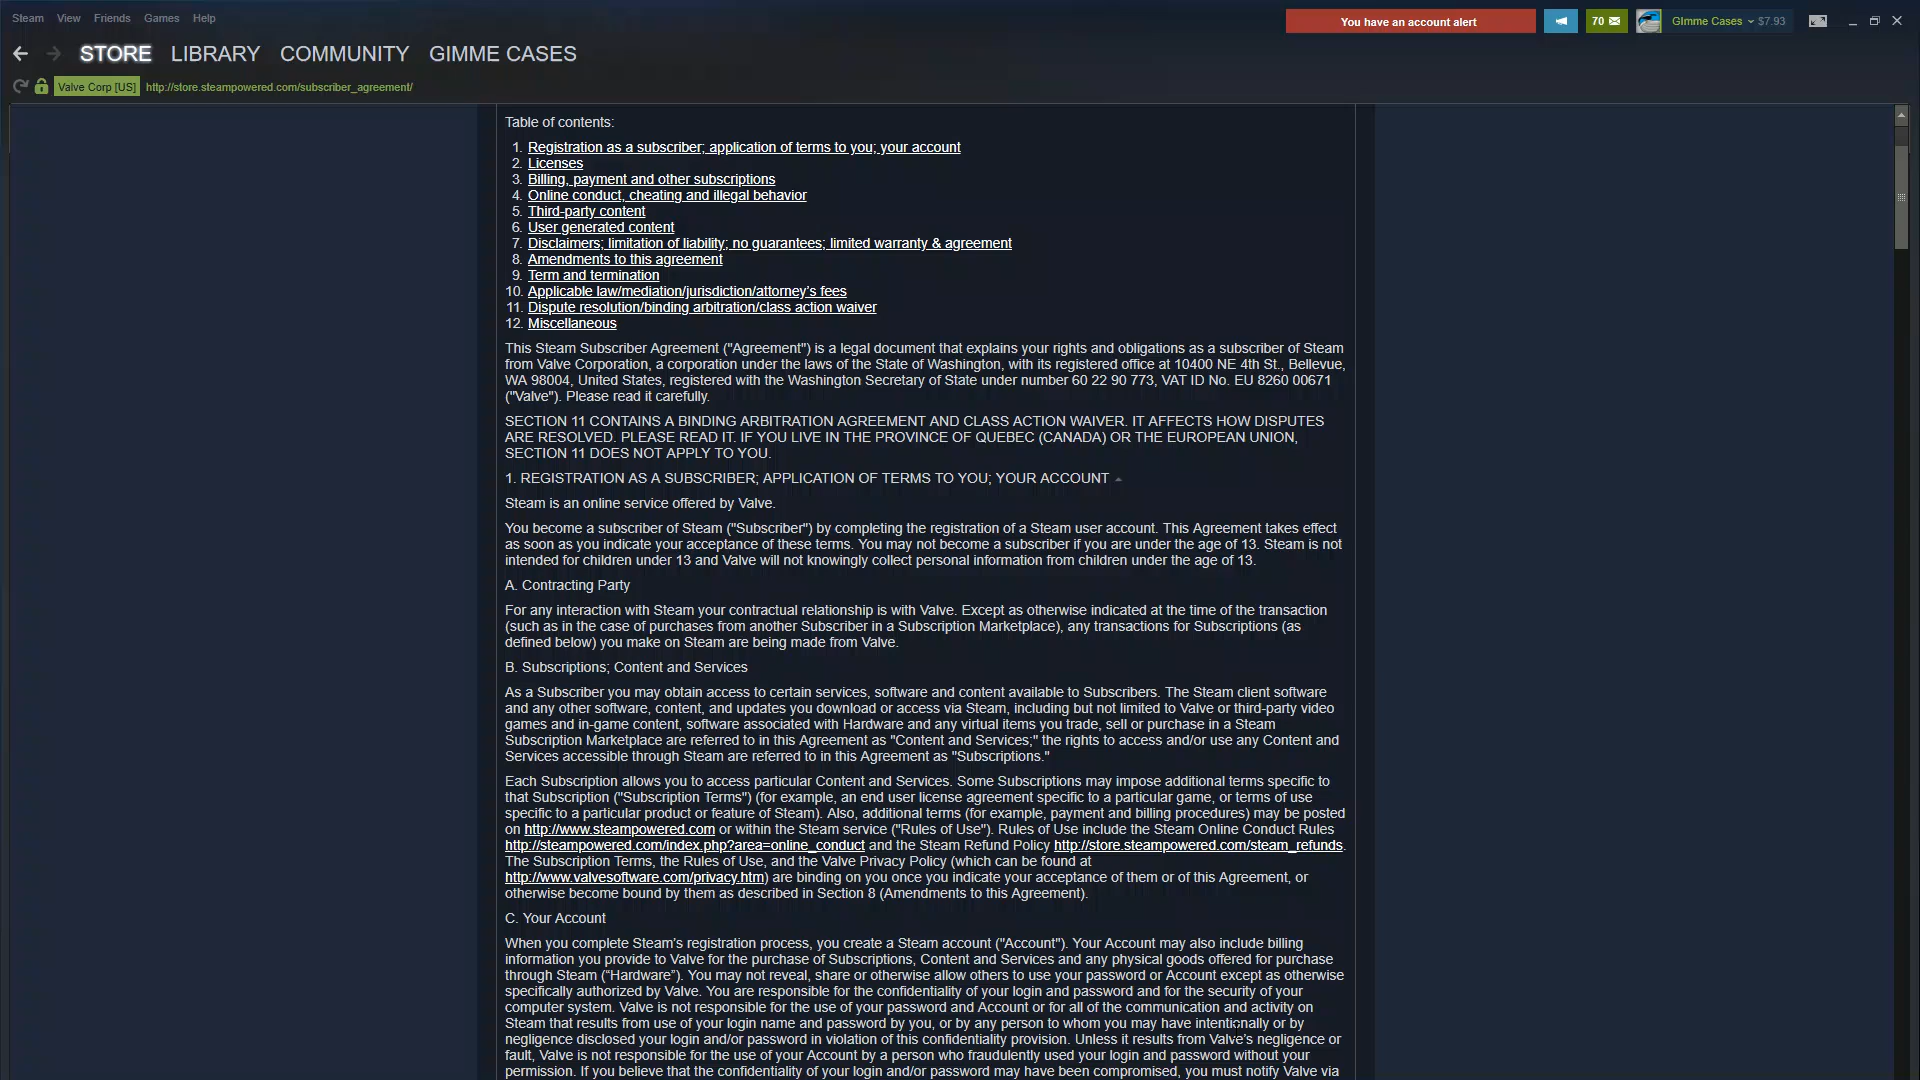 Steam View Friends Games Help
You have an account alert
70
GImme Cases $7.93
STORE LIBRARY COMMUNITY GIMME CASES
Valve Corp [US] http://store.steampowered.com/subscriber_agreement/
Table of contents:
1. Registration as a subscriber; application of terms to you; your account
2. Licenses
3. Billing, payment and other subscriptions
4. Online conduct, cheating and illegal behavior
5. Third-party content
6. User generated content
7. Disclaimers; limitation of liability; no guarantees; limited warranty & agreement
8. Amendments to this agreement
9. Term and termination
10. Applicable law/mediation/jurisdiction/attorney's fees
11. Dispute resolution/binding arbitration/class action waiver
12. Miscellaneous
This Steam Subscriber Agreement ("Agreement") is a legal document that explains your rights and obligations as a subscriber of Steam
from Valve Corporation, a corporation under the laws of the State of Washington, with its registered office at 10400 NE 4th St., Bellevue,
WA 98004, United States, registered with the Washington Secretary of State under number 60 22 90 773, VAT ID No. EU 8260 00671
("Valve"). Please read it carefully.
SECTION 11 CONTAINS A BINDING ARBITRATION AGREEMENT AND CLASS ACTION WAIVER. IT AFFECTS HOW DISPUTES
ARE RESOLVED. PLEASE READ IT. IF YOU LIVE IN THE PROVINCE OF QUEBEC (CANADA) OR THE EUROPEAN UNION,
SECTION 11 DOES NOT APPLY TO YOU.
1. REGISTRATION AS A SUBSCRIBER; APPLICATION OF TERMS TO YOU; YOUR ACCOUNT
Steam is an online service offered by Valve.
You become a subscriber of Steam ("Subscriber") by completing the registration of a Steam user account. This Agreement takes effect
as soon as you indicate your acceptance of these terms. You may not become a subscriber if you are under the age of 13. Steam is not
intended for children under 13 and Valve will not knowingly collect personal information from children under the age of 13.
A. Contracting Party
For any interaction with Steam your contractual relationship is with Valve. Except as otherwise indicated at the time of the transaction
(such as in the case of purchases from another Subscriber in a Subscription Marketplace), any transactions for Subscriptions (as
defined below) you make on Steam are being made from Valve.
B. Subscriptions; Content and Services
As a Subscriber you may obtain access to certain services, software and content available to Subscribers. The Steam client software
and any other software, content, and updates you download or access via Steam, including but not limited to Valve or third-party video
games and in-game content, software associated with Hardware and any virtual items you trade, sell or purchase in a Steam
Subscription Marketplace are referred to in this Agreement as "Content and Services;" the rights to access and/or use any Content and
Services accessible through Steam are referred to in this Agreement as "Subscriptions."
Each Subscription allows you to access particular Content and Services. Some Subscriptions may impose additional terms specific to
that Subscription ("Subscription Terms") (for example, an end user license agreement specific to a particular game, or terms of use
specific to a particular product or feature of Steam). Also, additional terms (for example, payment and billing procedures) may be posted
on http://www.steampowered.com or within the Steam service ("Rules of Use"). Rules of Use include the Steam Online Conduct Rules
http://steampowered.com/index.php?area=online_conduct and the Steam Refund Policy http://store.steampowered.com/steam_refunds.
The Subscription Terms, the Rules of Use, and the Valve Privacy Policy (which can be found at
http://www.valvesoftware.com/privacy.htm) are binding on you once you indicate your acceptance of them or of this Agreement, or
otherwise become bound by them as described in Section 8 (Amendments to this Agreement).
C. Your Account
When you complete Steam's registration process, you create a Steam account ("Account"). Your Account may also include billing
information you provide to Valve for the purchase of Subscriptions, Content and Services and any physical goods offered for purchase
through Steam (“Hardware”). You may not reveal, share or otherwise allow others to use your password or Account except as otherwise
specifically authorized by Valve. You are responsible for the confidentiality of your login and password and for the security of your
computer system. Valve is not responsible for the use of your password and Account or for all of the communication and activity on
Steam that results from use of your login name and password by you, or by any person to whom you may have intentionally or by
negligence disclosed your login and/or password in violation of this confidentiality provision. Unless it results from Valve's negligence or
fault, Valve is not responsible for the use of your Account by a person who fraudulently used your login and password without your
permission. If you believe that the confidentiality of your login and/or password may have been compromised, you must notify Valve via